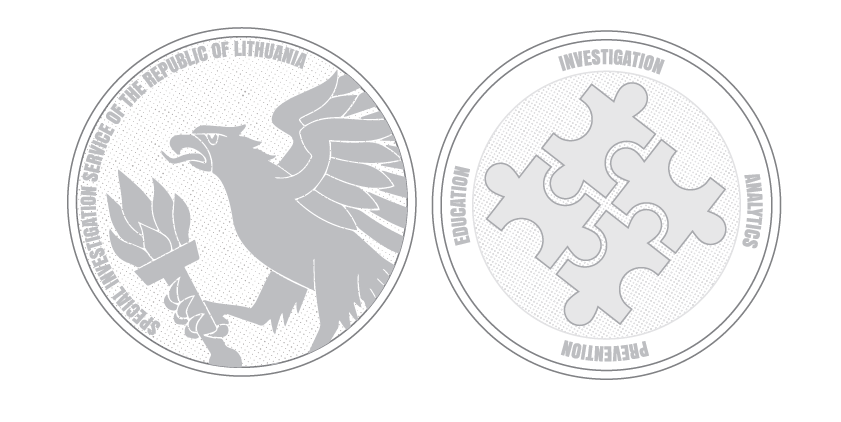 SPECIAL INVESTIGATION SERVICE OF THE REPUBLIC OF LITHUANIA
INVESTIGATION
EDUCATION
ANALYTICS
PREVENTION